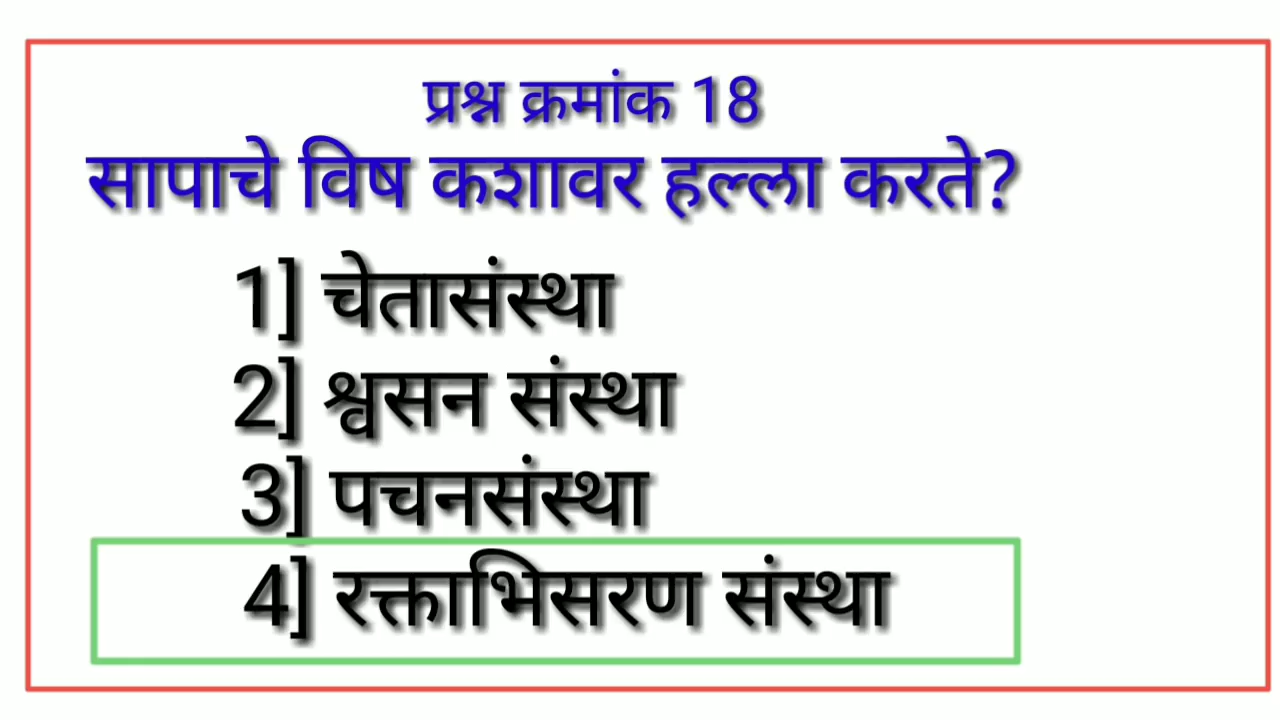 प्रश्न क्रमांक 18
सापाचे विष कशावर हल्ला करते?
1] चेतासंस्था
2] श्वसन संस्था
3] पचनसंस्था
4] रक्ताभिसरण संस्था